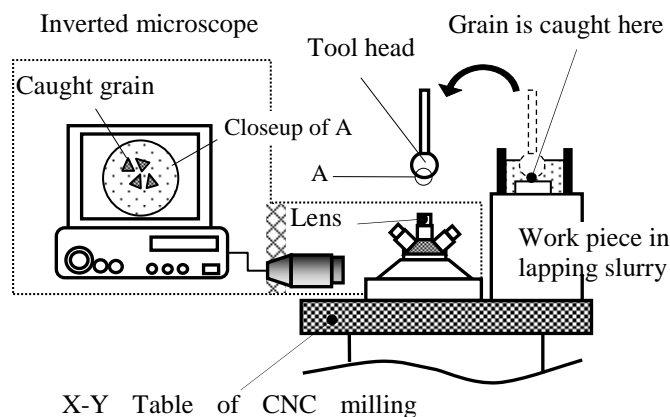 Inverted microscope
Grain is caught here
Tool head
Caught grain
Closeup of A
A
Lens
Work piece in
lapping slurry
X-Y Table of CNC milling